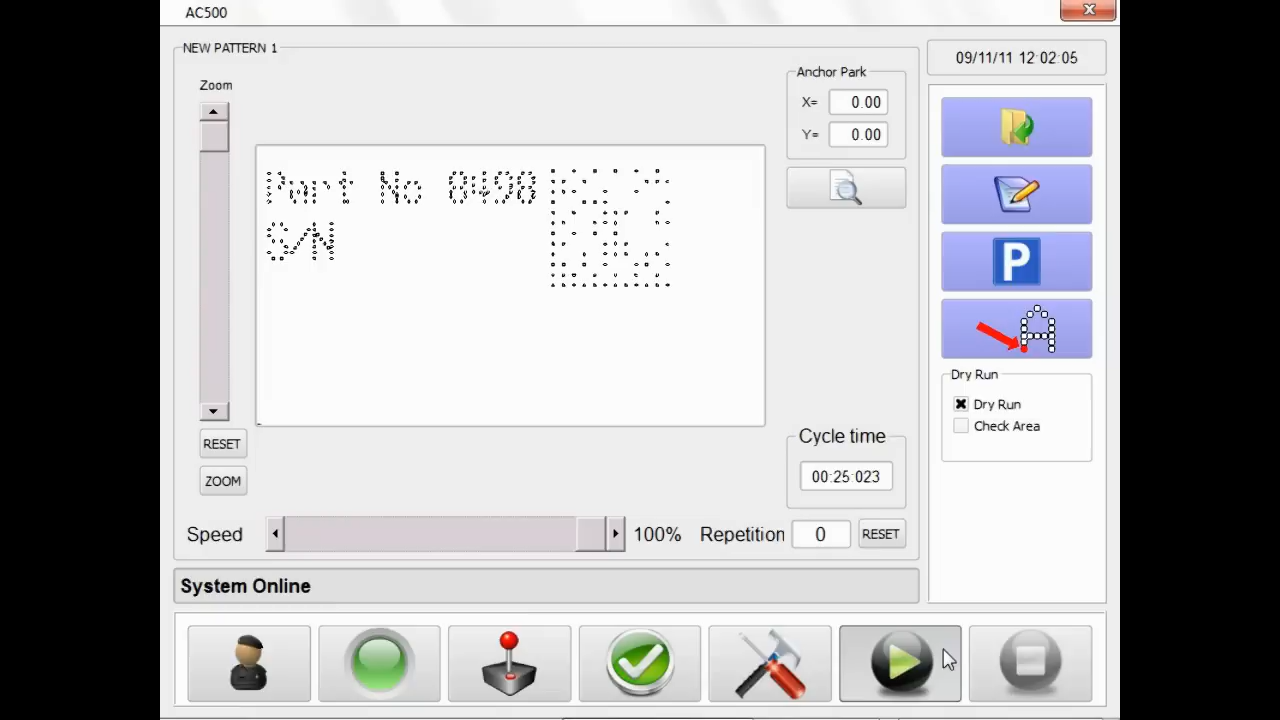 AC500
NEW PATTERN 1
09/11/11 12:02:05
Zoom
Anchor Park
X= 0.00
Y= 0.00
Part No 0498
S/N
P
A
Dry Run
Dry Run
Check Area
RESET
ZOOM
Cycle time
00:25:023
Speed
100%
Repetition 0 RESET
System Online